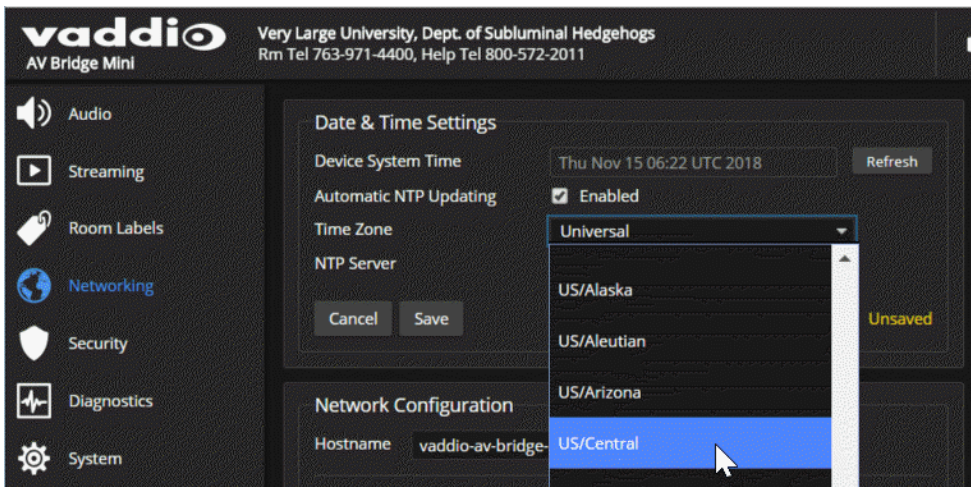 vaddio
AV Bridge Mini
Very Large University, Dept. of Subluminal Hedgehogs
Rm Tel 763-971-4400, Help Tel 800-572-2011
Audio
Streaming
Room Labels
Networking
Security
Diagnostics
System
Date & Time Settings
Device System Time
Thu Nov 15 06:22 UTC 2018
Refresh
Automatic NTP Updating
Enabled
Time Zone
Universal
NTP Server
US/Alaska
US/Aleutian
US/Arizona
US/Central
Cancel
Save
Unsaved
Network Configuration
Hostname
vaddio-av-bridge-